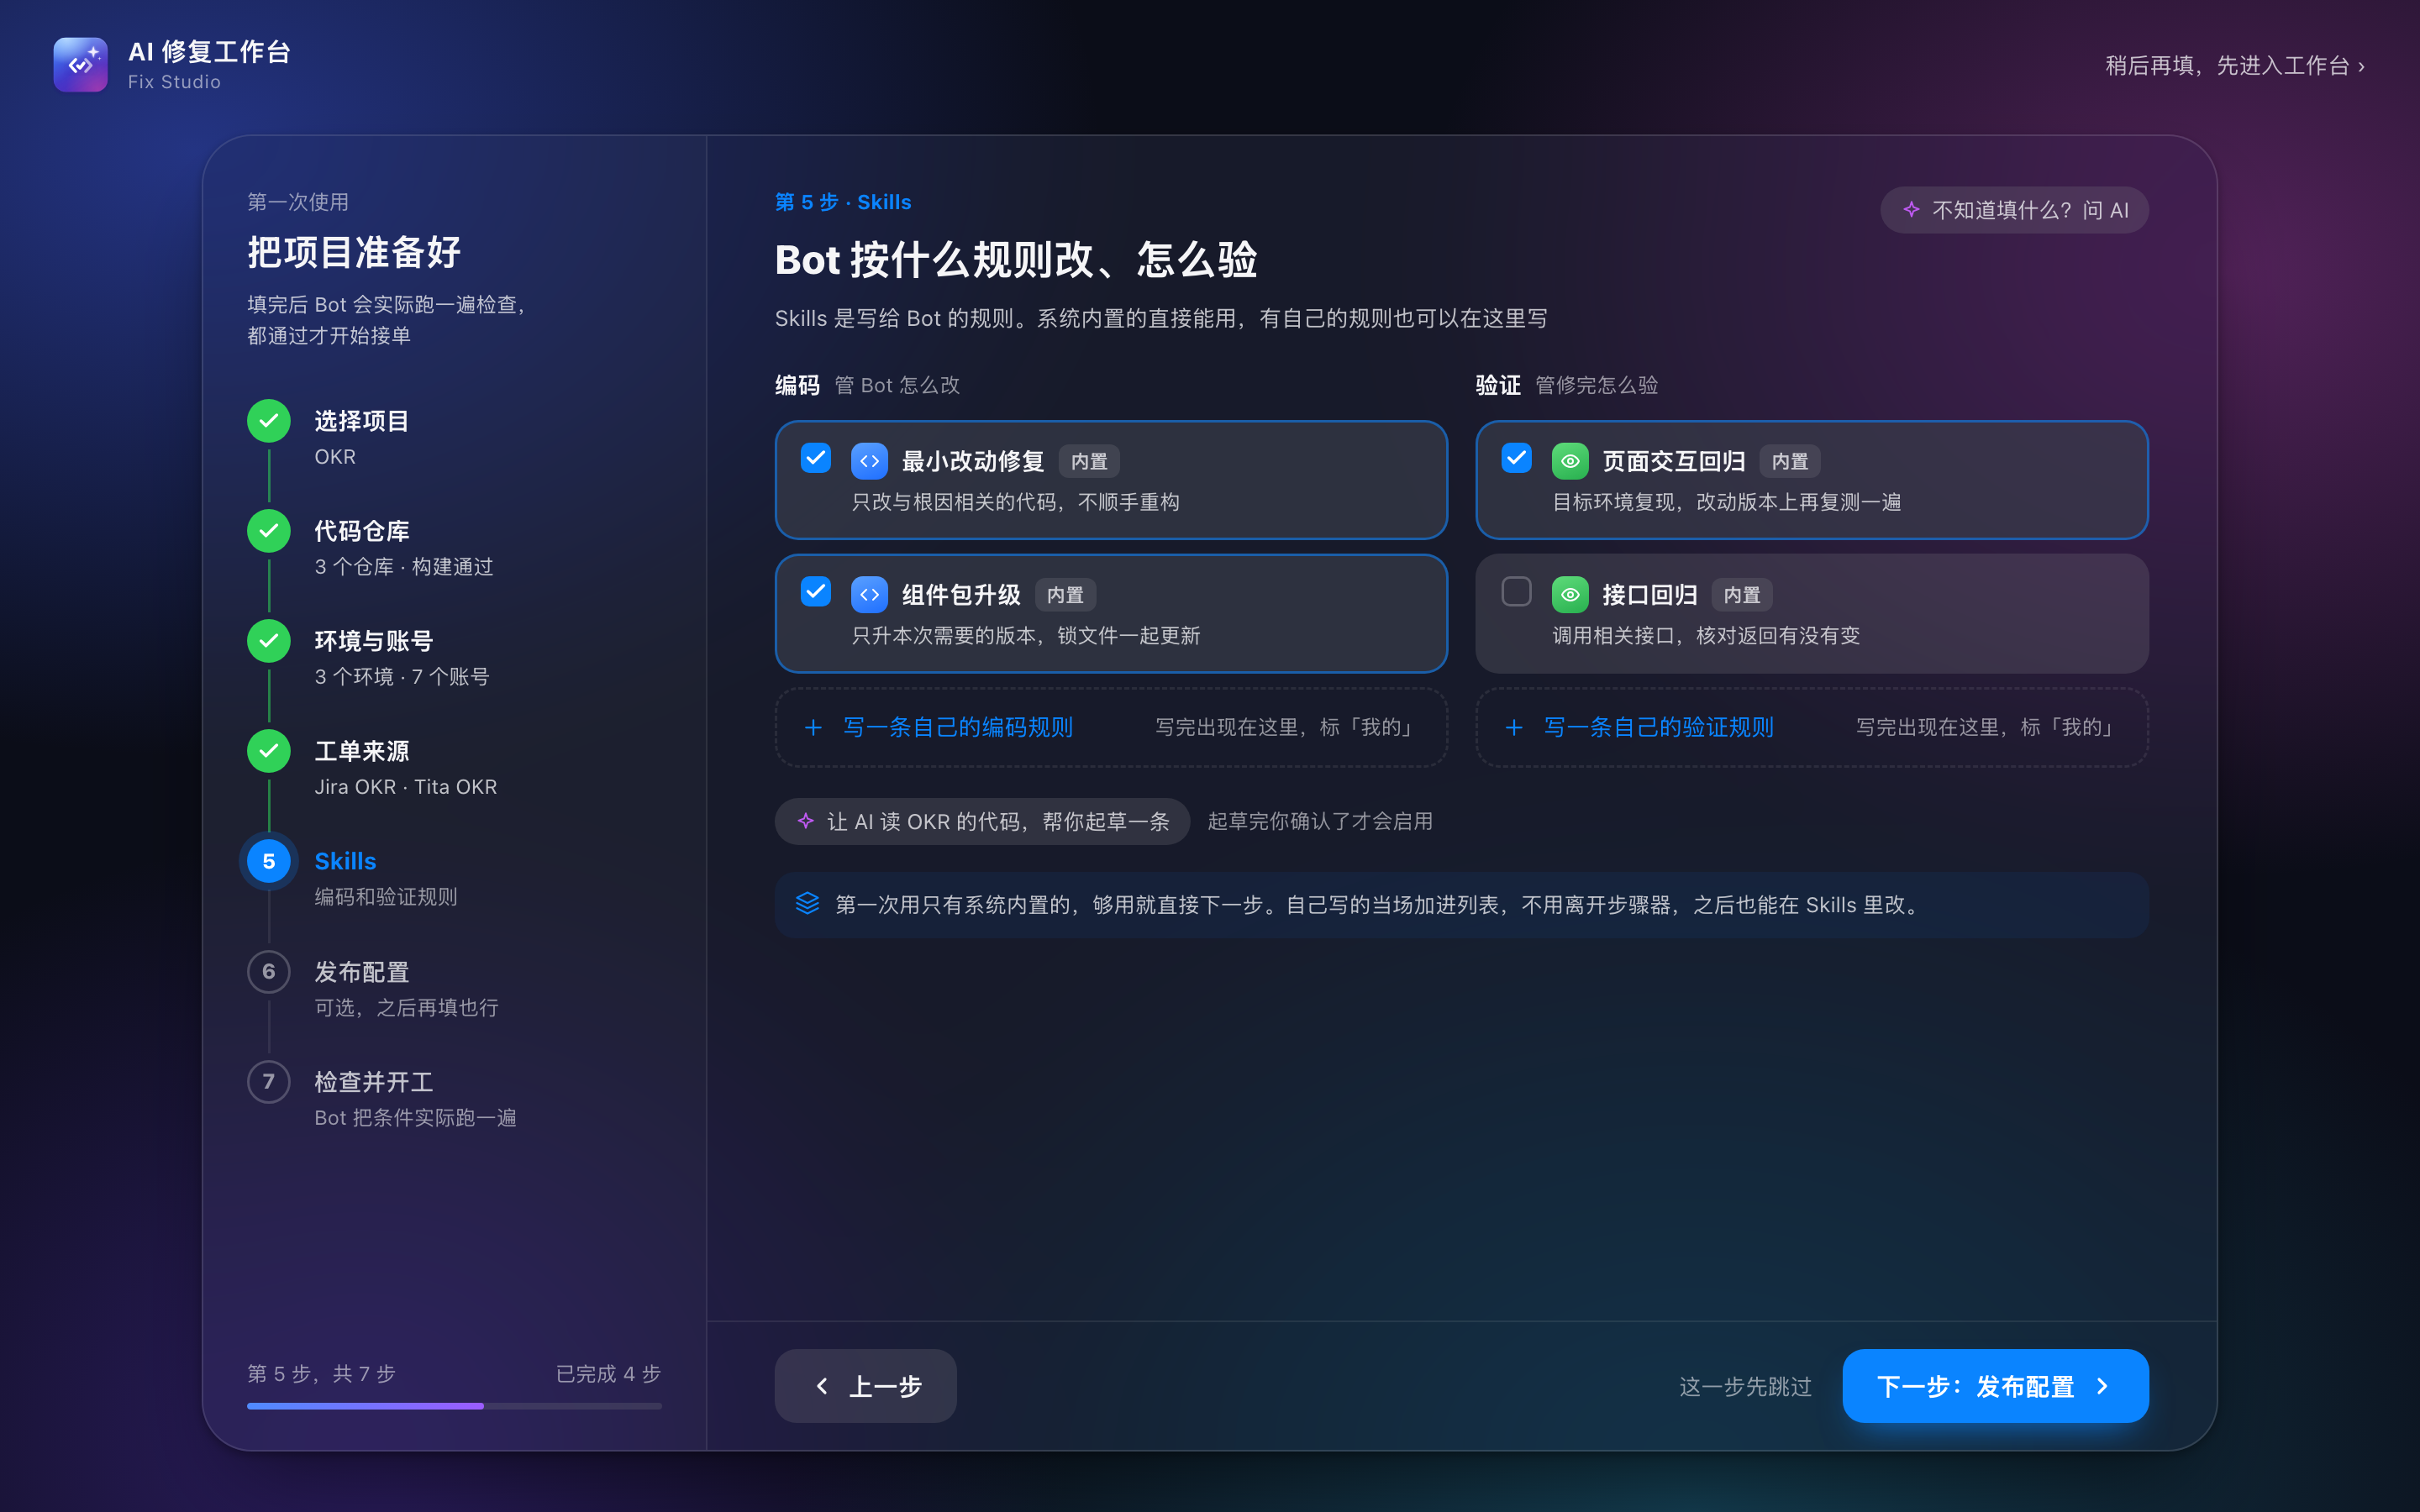 AI 修复工作台
Fix Studio
稍后再填，先进入工作台 ›
第一次使用
把项目准备好
填完后 Bot 会实际跑一遍检查，
都通过才开始接单
选择项目
OKR
代码仓库
3 个仓库 · 构建通过
环境与账号
3 个环境 · 7 个账号
工单来源
Jira OKR · Tita OKR
5
Skills
编码和验证规则
6
发布配置
可选，之后再填也行
7
检查并开工
Bot 把条件实际跑一遍
第 5 步，共 7 步
已完成 4 步
第 5 步 · Skills
不知道填什么？问 AI
Bot 按什么规则改、怎么验
Skills 是写给 Bot 的规则。系统内置的直接能用，有自己的规则也可以在这里写
编码 管 Bot 怎么改
最小改动修复 内置
只改与根因相关的代码，不顺手重构
组件包升级 内置
只升本次需要的版本，锁文件一起更新
写一条自己的编码规则 写完出现在这里，标「我的」
验证 管修完怎么验
页面交互回归 内置
目标环境复现，改动版本上再复测一遍
接口回归 内置
调用相关接口，核对返回有没有变
写一条自己的验证规则 写完出现在这里，标「我的」
让 AI 读 OKR 的代码，帮你起草一条 起草完你确认了才会启用
第一次用只有系统内置的，够用就直接下一步。自己写的当场加进列表，不用离开步骤器，之后也能在 Skills 里改。
上一步
这一步先跳过
下一步：发布配置